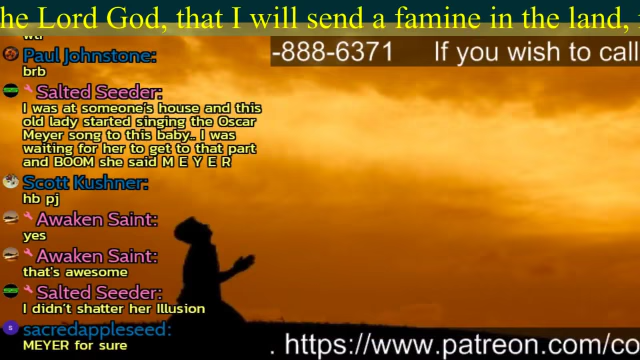 he Lord God, that I will send a famine in the land,
-888-6371 If you wish to call
Paul Johnstone:
brb
Salted Seeder:
I was at someone's house and this
old lady started singing the Oscar
Meyer song to this baby.. I was
waiting for her to get to that part
and BOOM she said M E Y E R
Scott Kushner:
hb pj
Awaken Saint:
yes
Awaken Saint:
that's awesome
Salted Seeder:
I didn't shatter her Illusion
sacredappleseed:
MEYER for sure
. https://www.patreon.com/co